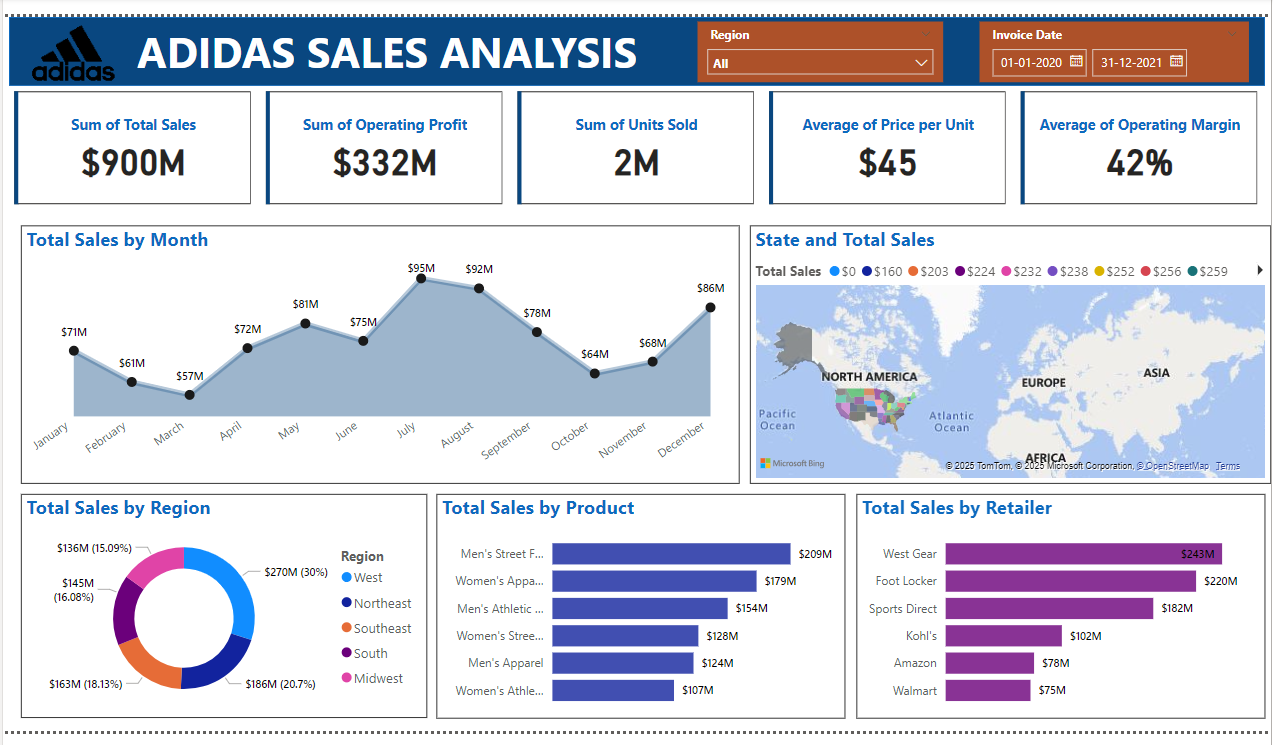 adidas
ADIDAS SALES ANALYSIS
Region
All
Invoice Date
01-01-2020 31-12-2021
Sum of Total Sales
$900M
Sum of Operating Profit
$332M
Sum of Units Sold
2M
Average of Price per Unit
$45
Average of Operating Margin
42%
Total Sales by Month
$71M
$61M
$57M
$72M
$81M
$75M
$95M
$92M
$78M
$64M
$68M
$86M
January
February
March
April
May
June
July
August
September
October
November
December
State and Total Sales
Total Sales $0 $160 $203 $224 $232 $238 $252 $256 $259
NORTH AMERICA
EUROPE
ASIA
AFRICA
Pacific
Ocean
Atlantic
Ocean
Microsoft Bing
© 2025 TomTom, © 2025 Microsoft Corporation, © OpenStreetMap Terms
Total Sales by Region
$136M (15.09%)
$145M
(16.08%)
$163M (18.13%)
$270M (30%)
$186M (20.7%)
Region
West
Northeast
Southeast
South
Midwest
Total Sales by Product
Men's Street F... $209M
Women's Appa... $179M
Men's Athletic ... $154M
Women's Stree... $128M
Men's Apparel $124M
Women's Athle... $107M
Total Sales by Retailer
West Gear $243M
Foot Locker $220M
Sports Direct $182M
Kohl's $102M
Amazon $78M
Walmart $75M